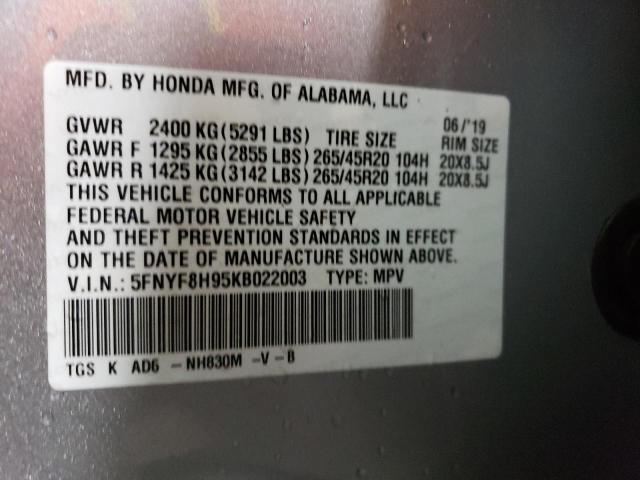 MFD. BY HONDA MFG. OF ALABAMA, LLC
06/'19
GVWR 2400 KG(5291 LBS) TIRE SIZE RIM SIZE
GAWR F 1295 KG(2855 LBS) 265/45R20 104H 20X8.5J
GAWR R 1425 KG(3142 LBS) 265/45R20 104H 20X8.5J
THIS VEHICLE CONFORMS TO ALL APPLICABLE
FEDERAL MOTOR VEHICLE SAFETY
AND THEFT PREVENTION STANDARDS IN EFFECT
ON THE DATE OF MANUFACTURE SHOWN ABOVE.
V.I.N.: 5FNYF8H95KB022003 TYPE: MPV
TGS K AD6 -NH830M -V -B